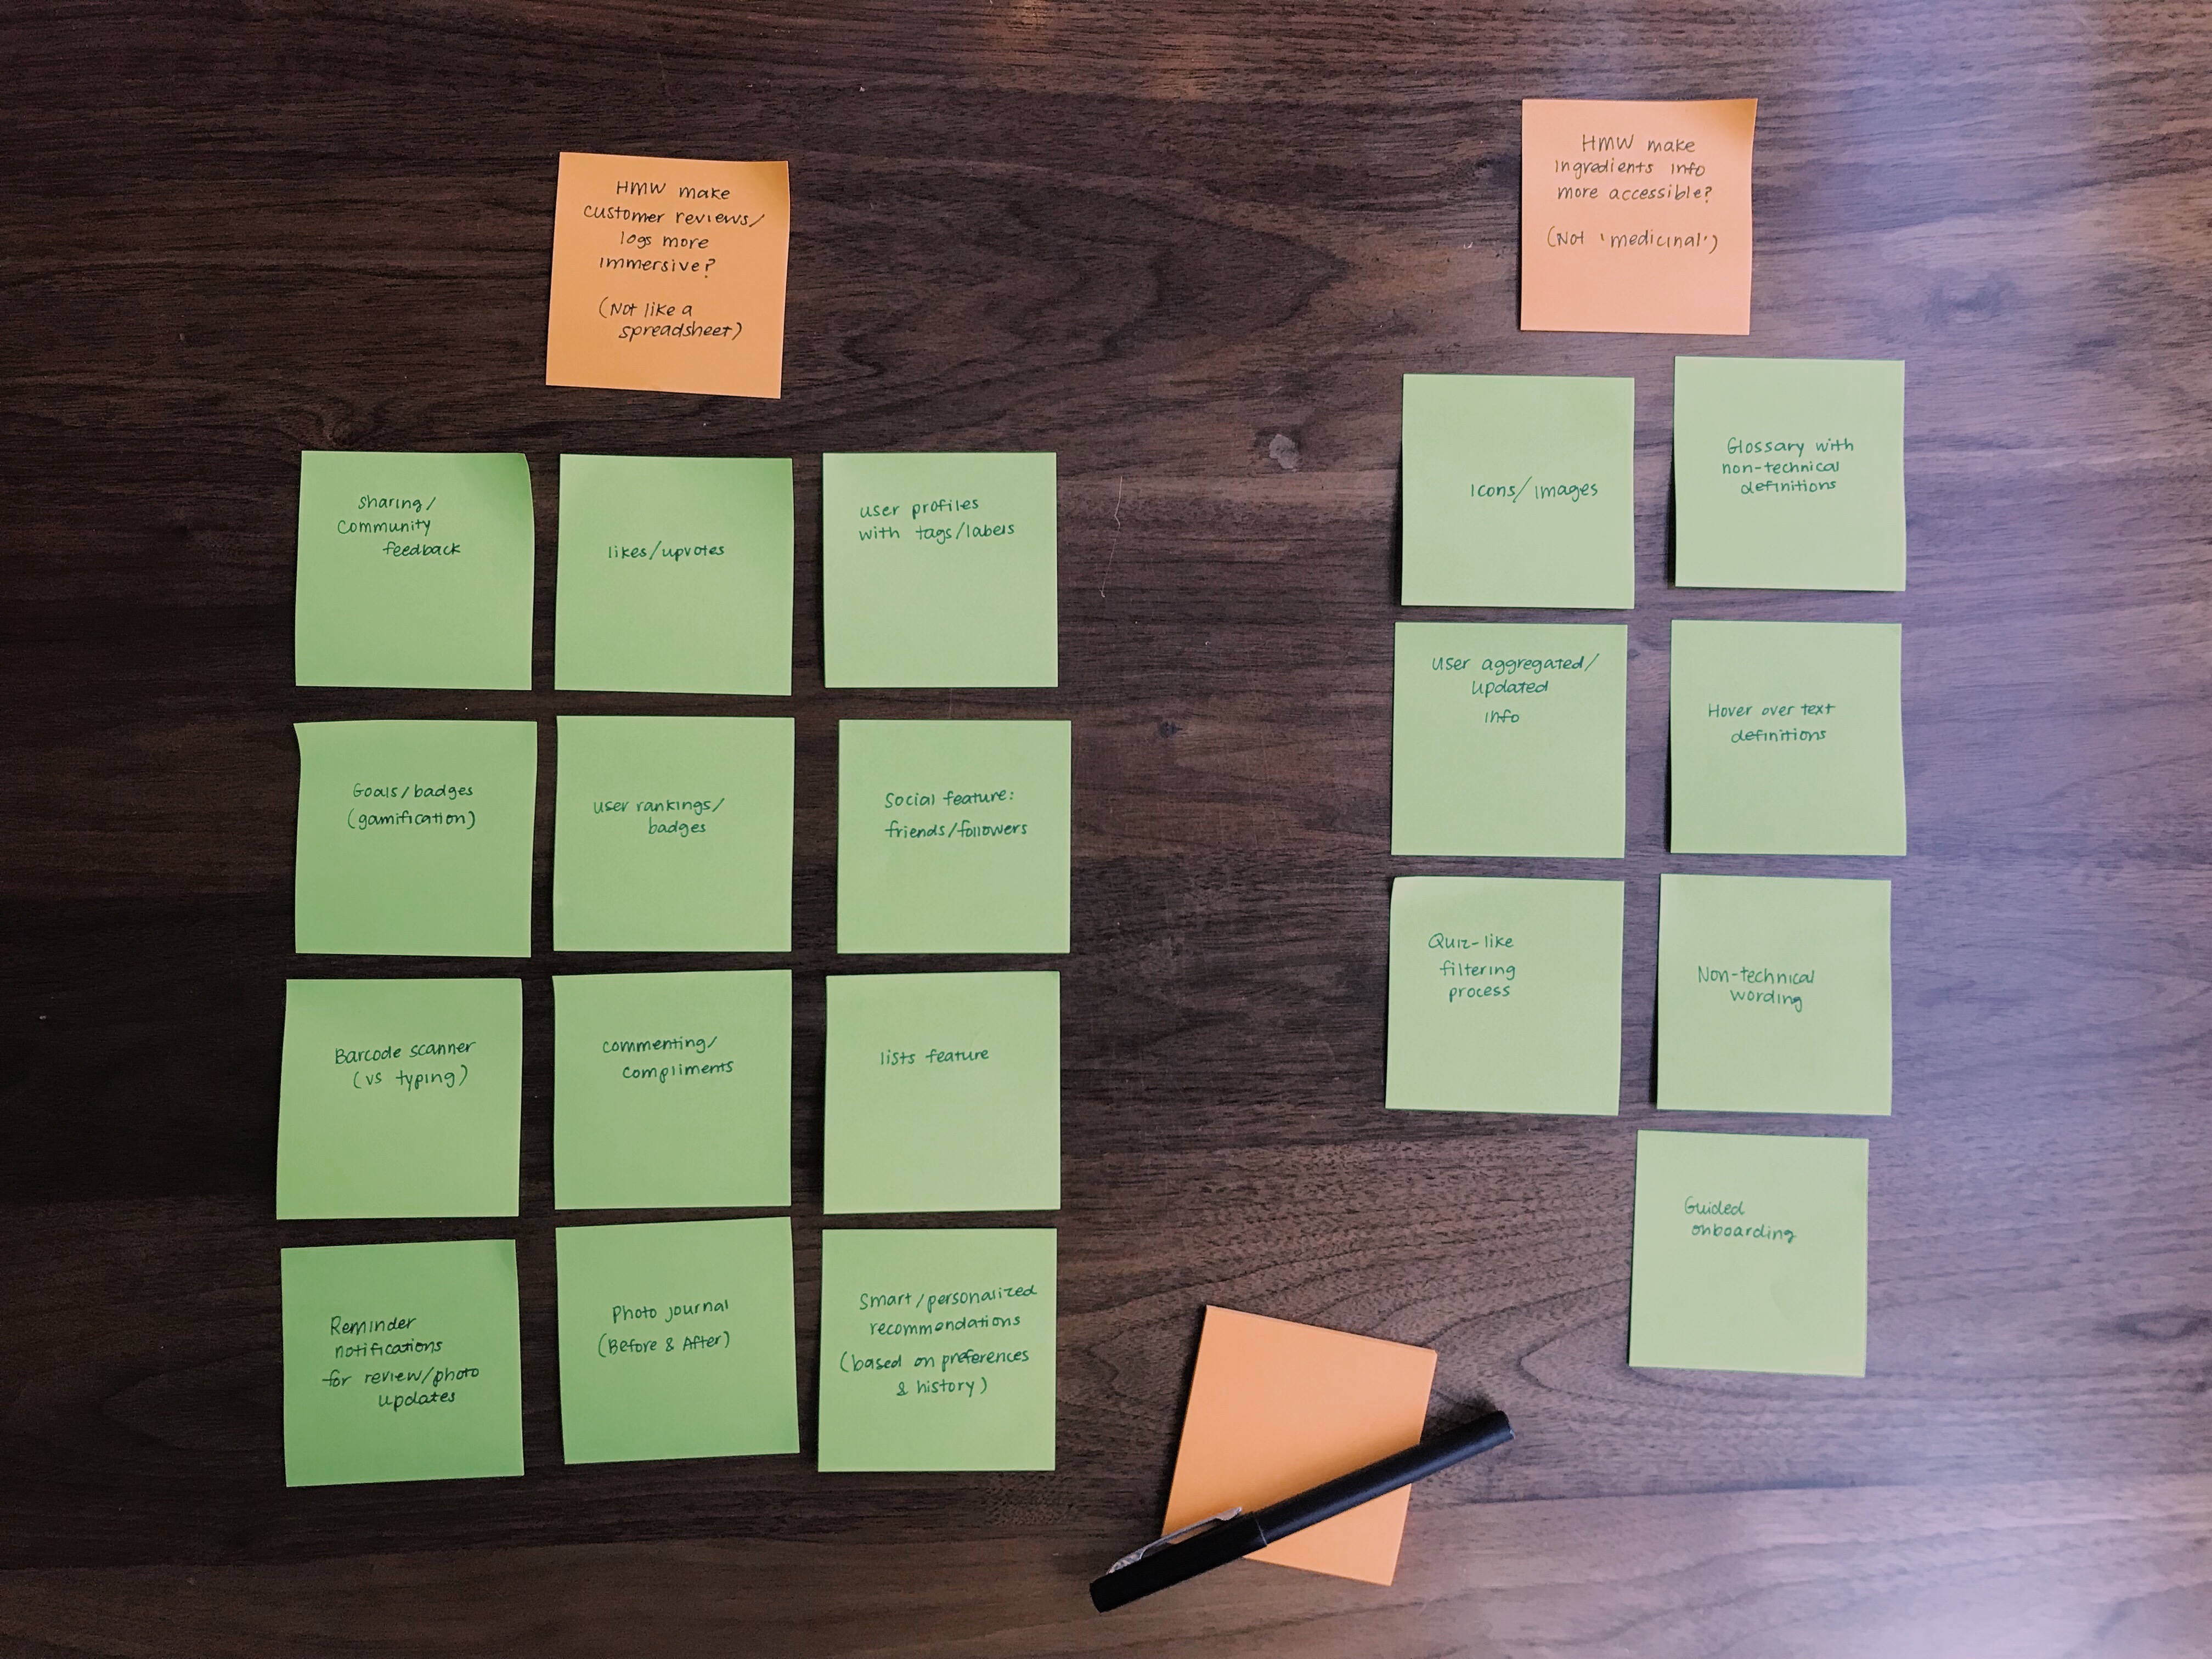 HMW make
customer reviews/
logs more
immersive?
(Not like a
spreadsheet)
Sharing/
Community
feedback
likes/upvotes
user profiles
with tags/labels
Goals/badges
(gamification)
user rankings/
badges
Social feature:
friends/followers
Barcode scanner
(vs typing)
commenting/
compliments
lists feature
Reminder
notifications
for review/photo
updates
Photo journal
(Before & After)
Smart/personalized
recommendations
(based on preferences
& history)
HMW make
ingredients info
more accessible?
(Not 'medicinal')
Icons/images
Glossary with
non-technical
definitions
User aggregated/
updated
info
Hover over text
definitions
Quiz-like
filtering
process
Non-technical
wording
Guided
onboarding